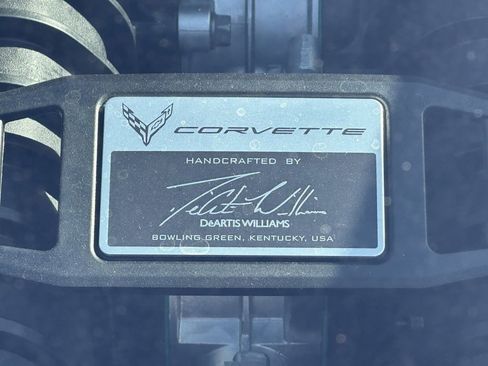 CORVETTE
HANDCRAFTED BY
DeARTIS WILLIAMS
BOWLING GREEN, KENTUCKY, USA